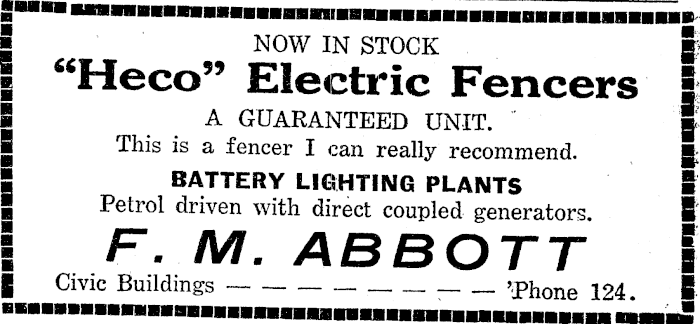 NOW IN STOCK
“Heco” Electric Fencers
A GUARANTEED UNIT.
This is a fencer I can really recommend.
BATTERY LIGHTING PLANTS
Petrol driven with direct coupled generators.
F. M. ABBOTT
Civic Buildings — — — — — — — ’Phone 124.